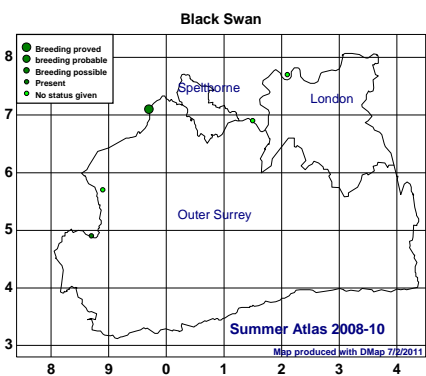 Black Swan
8
7
6
5
4
3
Breeding proved
breeding probable
Breeding possible
Present
No status given
Spelthorne
London
Outer Surrey
Summer Atlas 2008-10
Map produced with DMap 7/2/2011
8 9 0 1 2 3 4